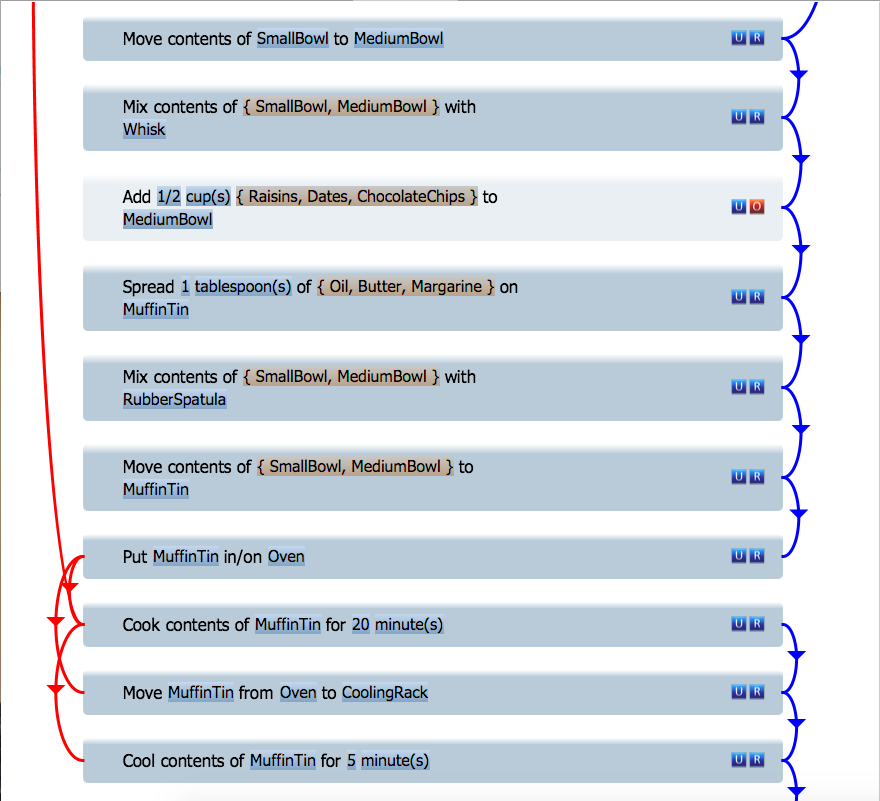 Move contents of SmallBowl to MediumBowl U R
Mix contents of { SmallBowl, MediumBowl } with
Whisk U R
Add 1/2 cup(s) { Raisins, Dates, ChocolateChips } to
MediumBowl U O
Spread 1 tablespoon(s) of { Oil, Butter, Margarine } on
MuffinTin U R
Mix contents of { SmallBowl, MediumBowl } with
RubberSpatula U R
Move contents of { SmallBowl, MediumBowl } to
MuffinTin U R
Put MuffinTin in/on Oven U R
Cook contents of MuffinTin for 20 minute(s) U R
Move MuffinTin from Oven to CoolingRack U R
Cool contents of MuffinTin for 5 minute(s) U R